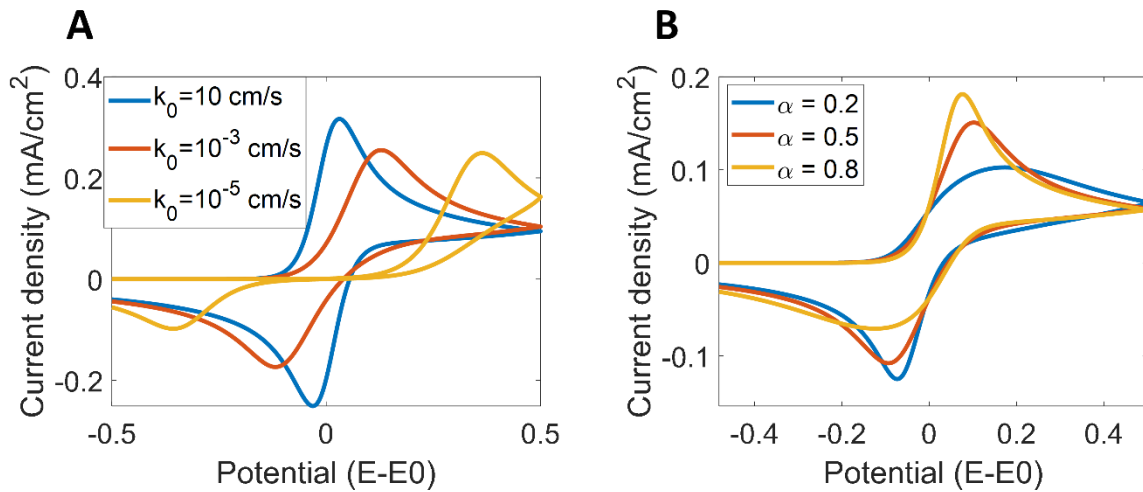 A
Current density (mA/cm²)
0.4
0.2
0
-0.2
k₀=10 cm/s
k₀=10⁻³ cm/s
k₀=10⁻⁵ cm/s
-0.5
0
0.5
Potential (E-E0)
B
Current density (mA/cm²)
0.2
0.1
0
-0.1
α = 0.2
α = 0.5
α = 0.8
-0.4
-0.2
0
0.2
0.4
Potential (E-E0)